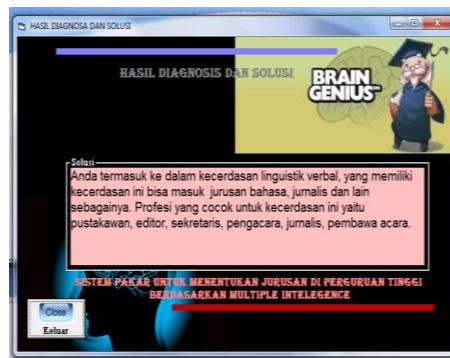 HASIL DIAGNOSA DAN SOLUSI
HASIL DIAGNOSIS DAN SOLUSI
BRAIN
GENIUS
Solusi
Anda termasuk ke dalam kecerdasan linguistik verbal, yang memiliki
kecerdasan ini bisa masuk jurusan bahasa, jurnalis dan lain
sebagainya. Profesi yang cocok untuk kecerdasan ini yaitu
pustakawan, editor, sekretaris, pengacara, jurnalis, pembawa acara.
SISTEM PAKAR UNTUK MENENTUKAN JURUSAN DI PERGURUAN TINGGI
BERDASARKAN MULTIPLE INTELEGENCE
Close
Keluar